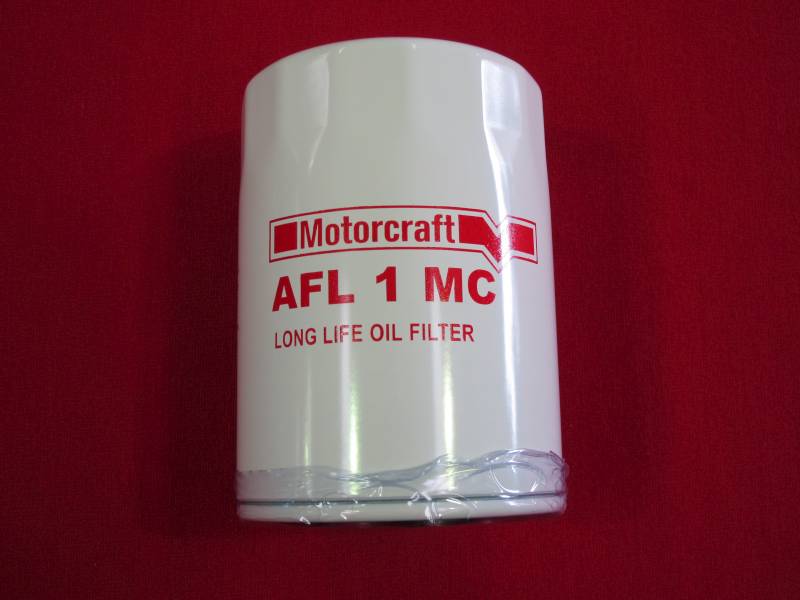 Motorcraft
AFL 1 MC
LONG LIFE OIL FILTER